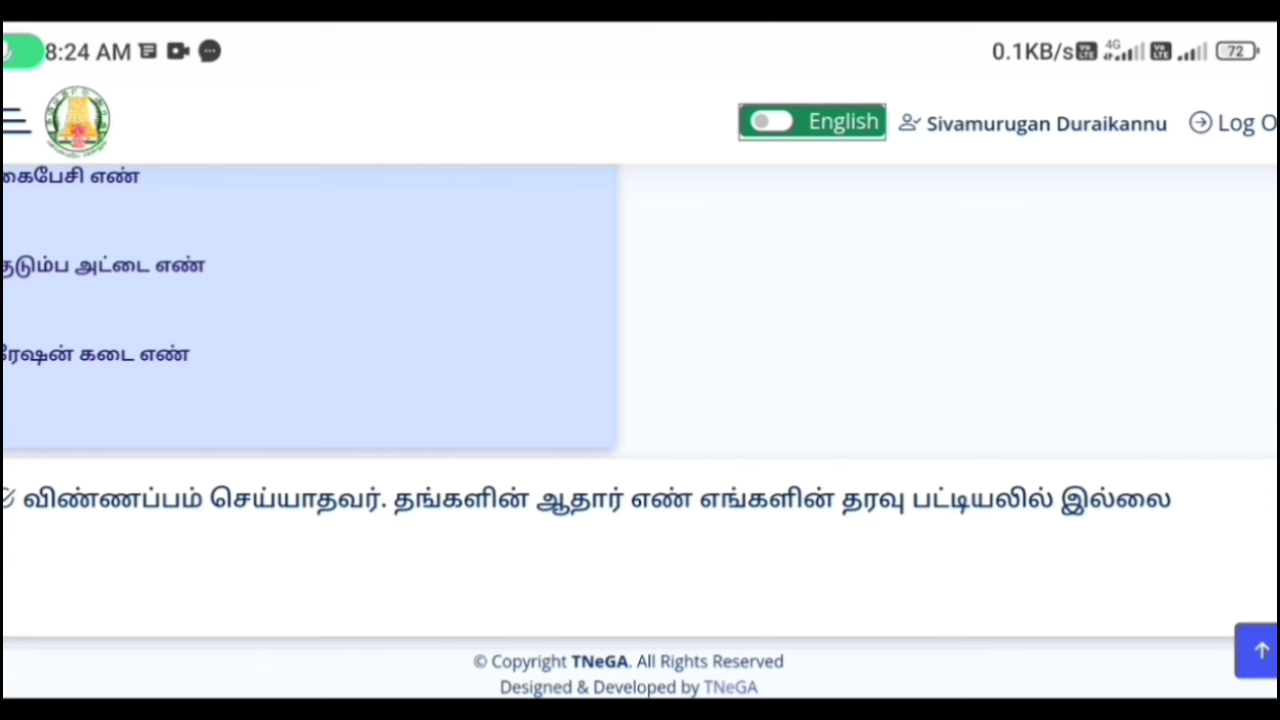 8:24 AM
0.1KB/s
4G
72
English
Sivamurugan Duraikannu
Log O
கைபேசி எண்
குடும்ப அட்டை எண்
ரேஷன் கடை எண்
விண்ணப்பம் செய்யாதவர். தங்களின் ஆதார் எண் எங்களின் தரவு பட்டியலில் இல்லை
© Copyright TNeGA. All Rights Reserved
Designed & Developed by TNeGA